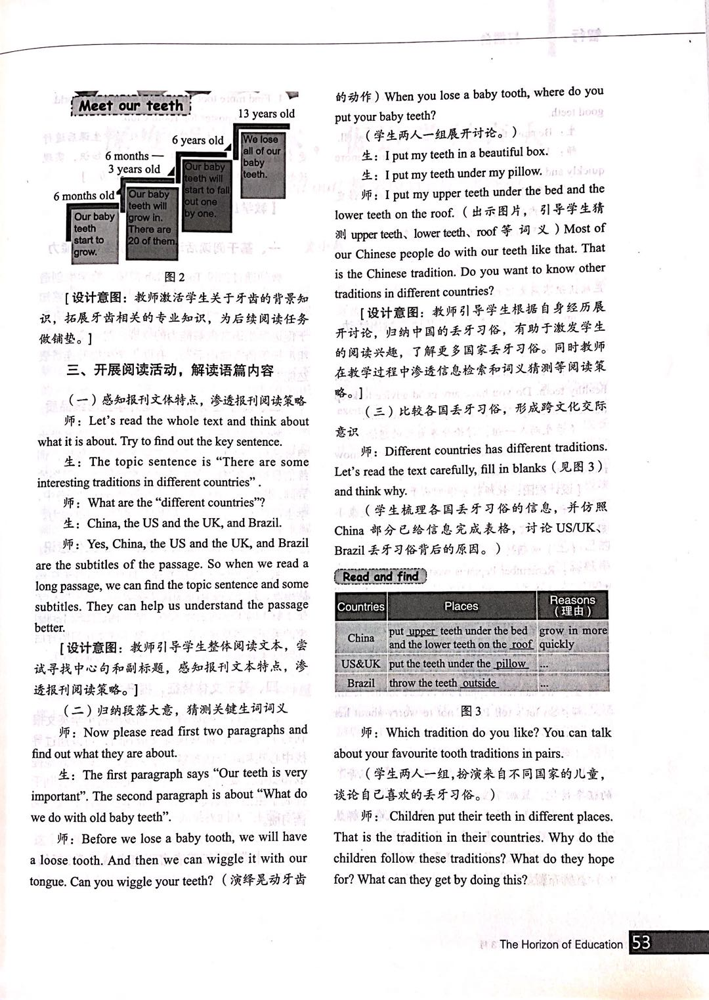 Meet our teeth
13 years old
We lose
all of our
baby
teeth.
6 years old
Our baby
teeth will
start to fall
out one
by one.
6 months —
3 years old
Our baby
teeth will
grow in.
There are
20 of them.
6 months old
Our baby
teeth
start to
grow.
图 2
[设计意图：教师激活学生关于牙齿的背景知
识，拓展牙齿相关的专业知识，为后续阅读任务
做铺垫。]
三、开展阅读活动，解读语篇内容
（一）感知报刊文体特点，渗透报刊阅读策略
师：Let's read the whole text and think about
what it is about. Try to find out the key sentence.
生：The topic sentence is “There are some
interesting traditions in different countries” .
师：What are the “different countries”?
生：China, the US and the UK, and Brazil.
师：Yes, China, the US and the UK, and Brazil
are the subtitles of the passage. So when we read a
long passage, we can find the topic sentence and some
subtitles. They can help us understand the passage
better.
[设计意图：教师引导学生整体阅读文本，尝
试寻找中心句和副标题，感知报刊文本特点，渗
透报刊阅读策略。]
（二）归纳段落大意，猜测关键生词词义
师：Now please read first two paragraphs and
find out what they are about.
生：The first paragraph says “Our teeth is very
important”. The second paragraph is about “What do
we do with old baby teeth”.
师：Before we lose a baby tooth, we will have
a loose tooth. And then we can wiggle it with our
tongue. Can you wiggle your teeth?（演绎晃动牙齿
的动作）When you lose a baby tooth, where do you
put your baby teeth?
（学生两人一组展开讨论。）
生：I put my teeth in a beautiful box.
生：I put my teeth under my pillow.
师：I put my upper teeth under the bed and the
lower teeth on the roof.（出示图片，引导学生猜
测 upper teeth、lower teeth、roof 等词义）Most of
our Chinese people do with our teeth like that. That
is the Chinese tradition. Do you want to know other
traditions in different countries?
[设计意图：教师引导学生根据自身经历展
开讨论，归纳中国的丢牙习俗，有助于激发学生
的阅读兴趣，了解更多国家丢牙习俗。同时教师
在教学过程中渗透信息检索和词义猜测等阅读策
略。]
（三）比较各国丢牙习俗，形成跨文化交际
意识
师：Different countries has different traditions.
Let's read the text carefully, fill in blanks（见图 3）
and think why.
（学生梳理各国丢牙习俗的信息，并仿照
China 部分已给信息完成表格，讨论 US/UK、
Brazil 丢牙习俗背后的原因。）
Read and find
Countries Places Reasons
（理由）
China put upper teeth under the bed grow in more
and the lower teeth on the roof quickly
US&UK put the teeth under the pillow ...
Brazil throw the teeth outside ...
图 3
师：Which tradition do you like? You can talk
about your favourite tooth traditions in pairs.
（学生两人一组,扮演来自不同国家的儿童，
谈论自己喜欢的丢牙习俗。）
师：Children put their teeth in different places.
That is the tradition in their countries. Why do the
children follow these traditions? What do they hope
for? What can they get by doing this?
The Horizon of Education 53